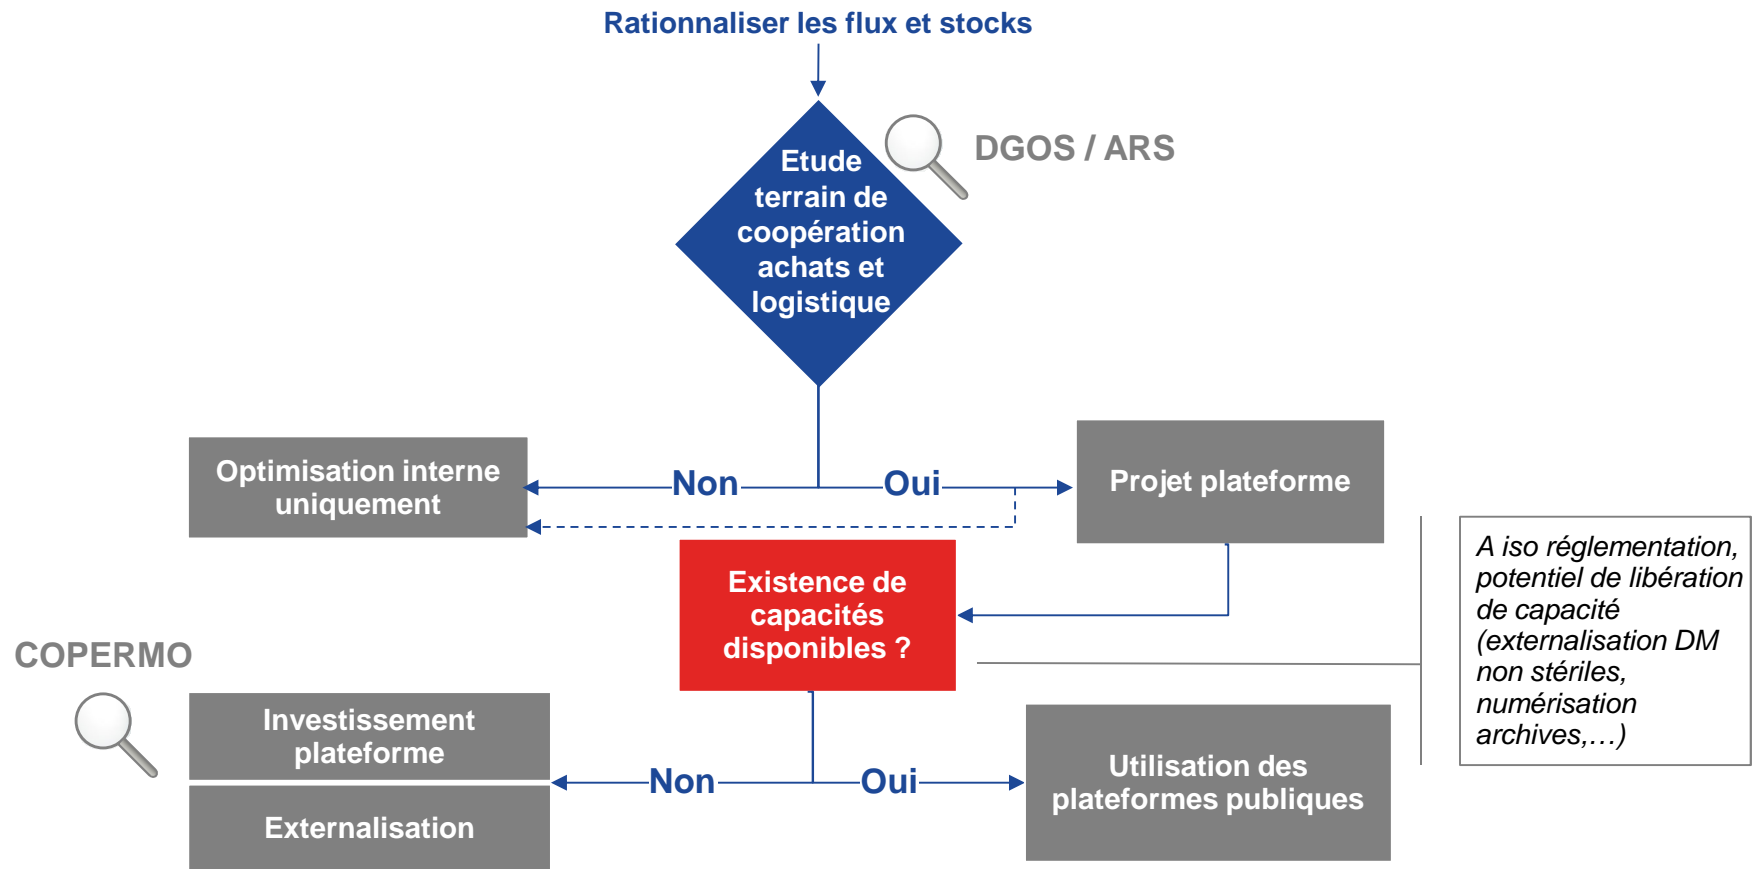 Rationnaliser les flux et stocks
Etude
terrain de
coopération
achats et
logistique
DGOS / ARS
Optimisation interne
uniquement
Non
Oui
Projet plateforme
Existence de
capacités
disponibles ?
A iso réglementation,
potentiel de libération
de capacité
(externalisation DM
non stériles,
numérisation
archives,…)
COPERMO
Investissement
plateforme
Externalisation
Non
Oui
Utilisation des
plateformes publiques